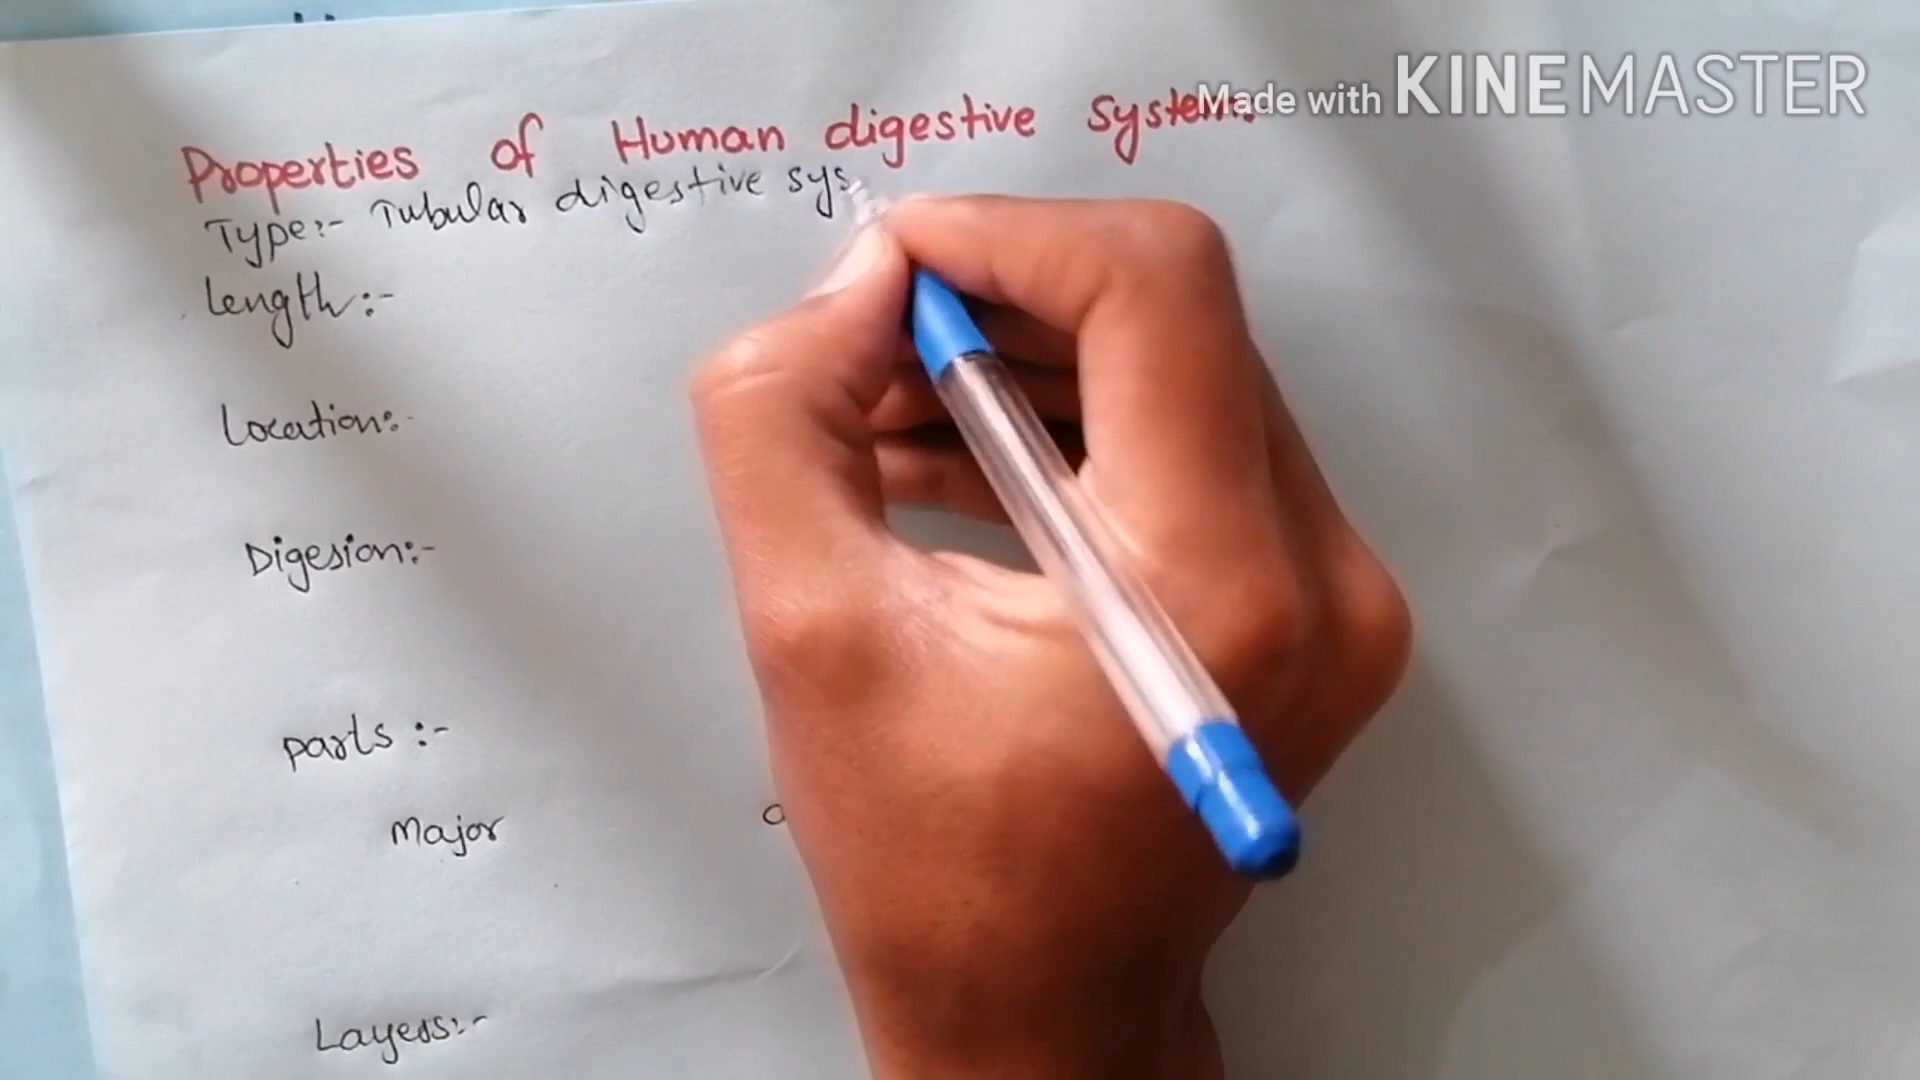 Made with KINEMASTER
Properties of Human digestive system:
Type:- Tubular digestive sys
Length:-
Location:-
Digesion:-
Parts :-
Major
Layers:-